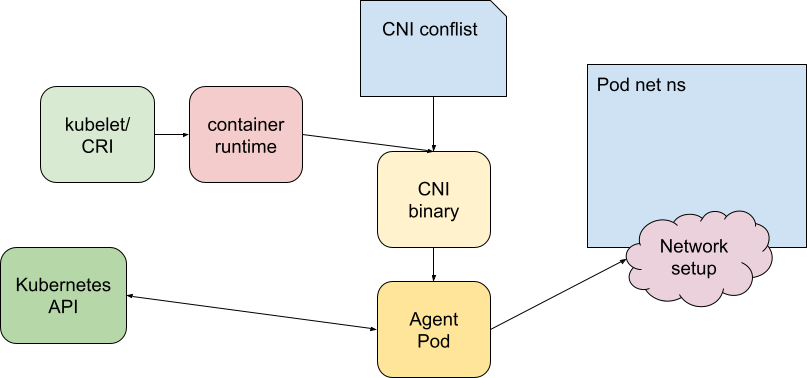 CNI conflist
Pod net ns
kubelet/
CRI
container
runtime
CNI
binary
Network
setup
Kubernetes
API
Agent
Pod